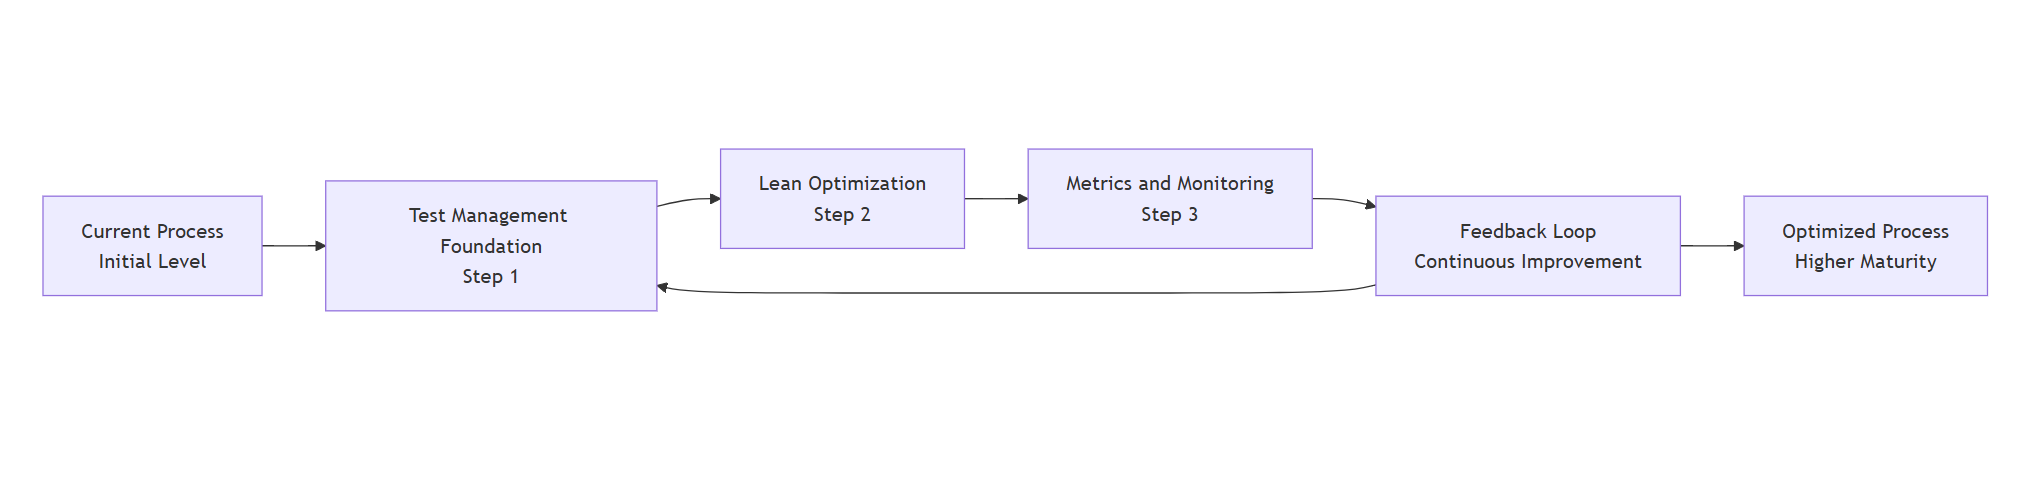 Current Process
Initial Level
Test Management
Foundation
Step 1
Lean Optimization
Step 2
Metrics and Monitoring
Step 3
Feedback Loop
Continuous Improvement
Optimized Process
Higher Maturity